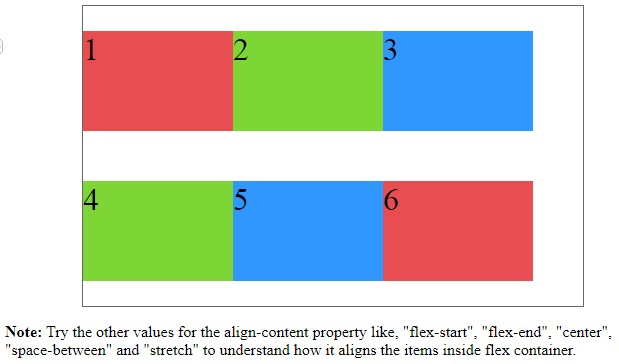 1 2 3
4 5 6
Note: Try the other values for the align-content property like, "flex-start", "flex-end", "center",
"space-between" and "stretch" to understand how it aligns the items inside flex container.